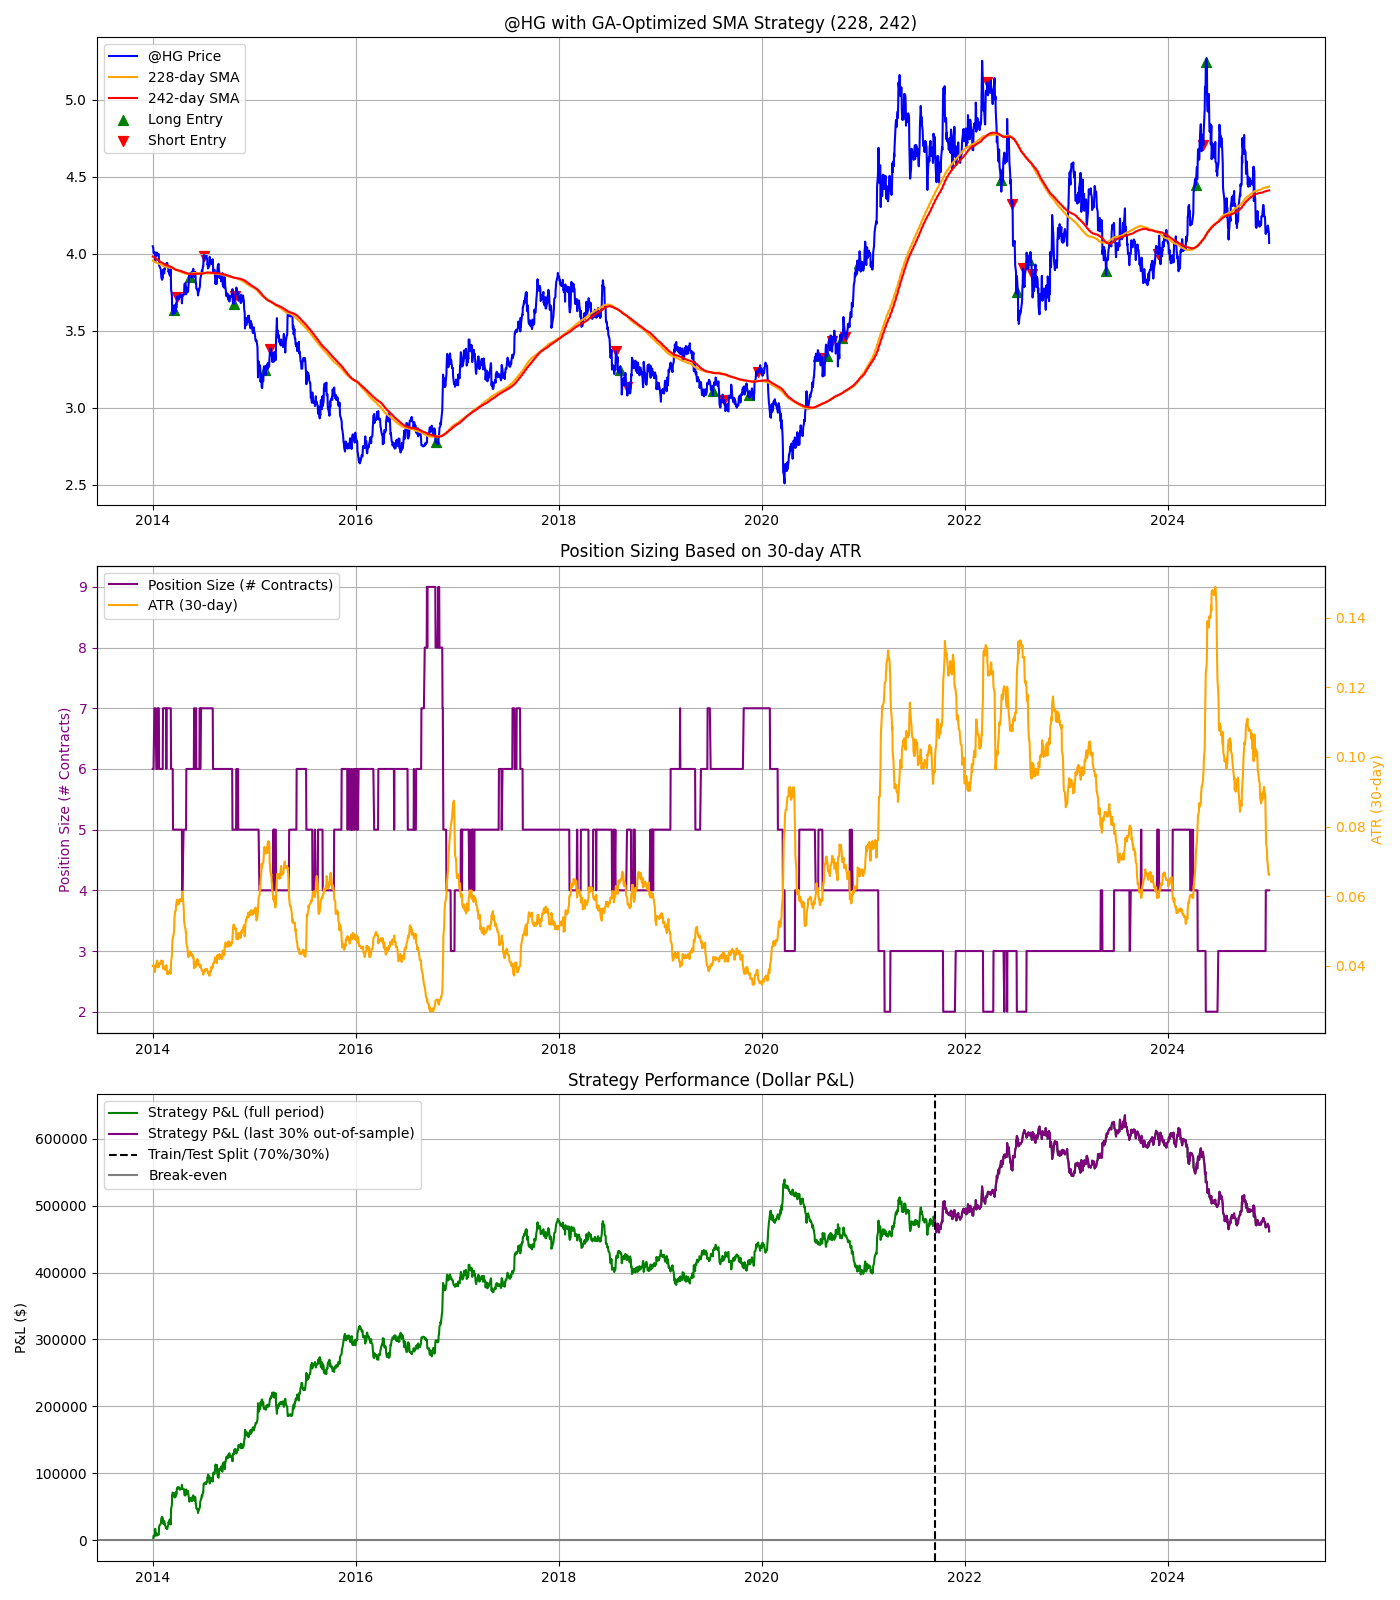 @HG with GA-Optimized SMA Strategy (228, 242)
@HG Price
228-day SMA
242-day SMA
Long Entry
Short Entry
5.0
4.5
4.0
3.5
3.0
2.5
2014 2016 2018 2020 2022 2024
Position Sizing Based on 30-day ATR
Position Size (# Contracts)
ATR (30-day)
Position Size (# Contracts)
9
8
7
6
5
4
3
2
0.14
0.12
0.10
0.08
0.06
0.04
ATR (30-day)
2014 2016 2018 2020 2022 2024
Strategy Performance (Dollar P&L)
Strategy P&L (full period)
Strategy P&L (last 30% out-of-sample)
Train/Test Split (70%/30%)
Break-even
P&L ($)
600000
500000
400000
300000
200000
100000
0
2014 2016 2018 2020 2022 2024